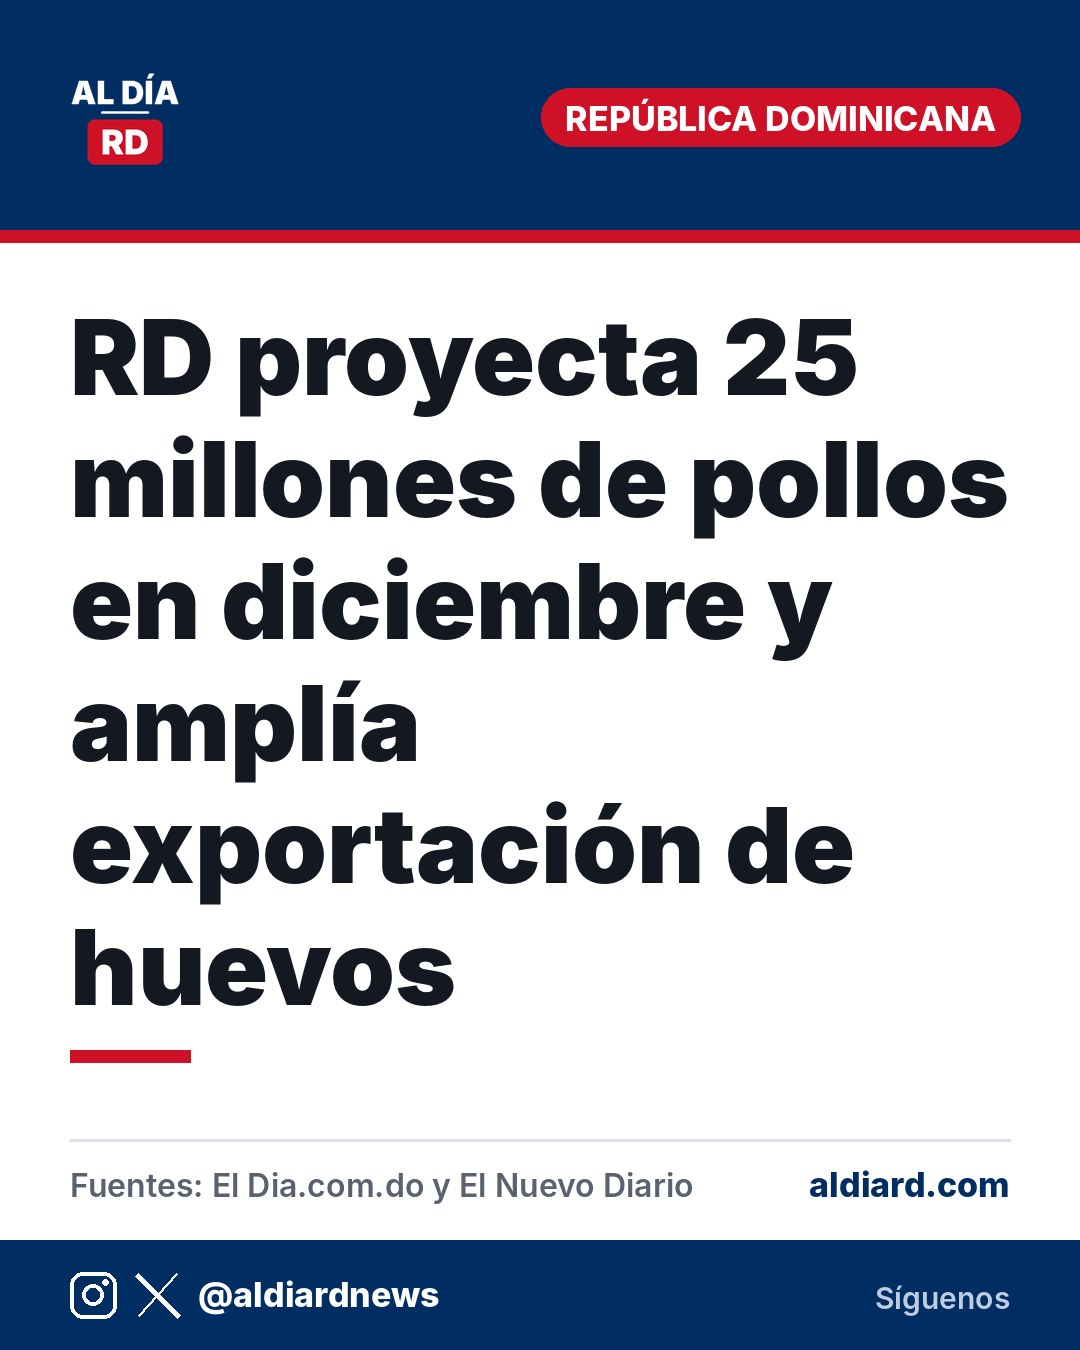 AL DÍA
RD
REPÚBLICA DOMINICANA
RD proyecta 25
millones de pollos
en diciembre y
amplía
exportación de
huevos
Fuentes: El Dia.com.do y El Nuevo Diario
aldiard.com
@aldiardnews
Síguenos